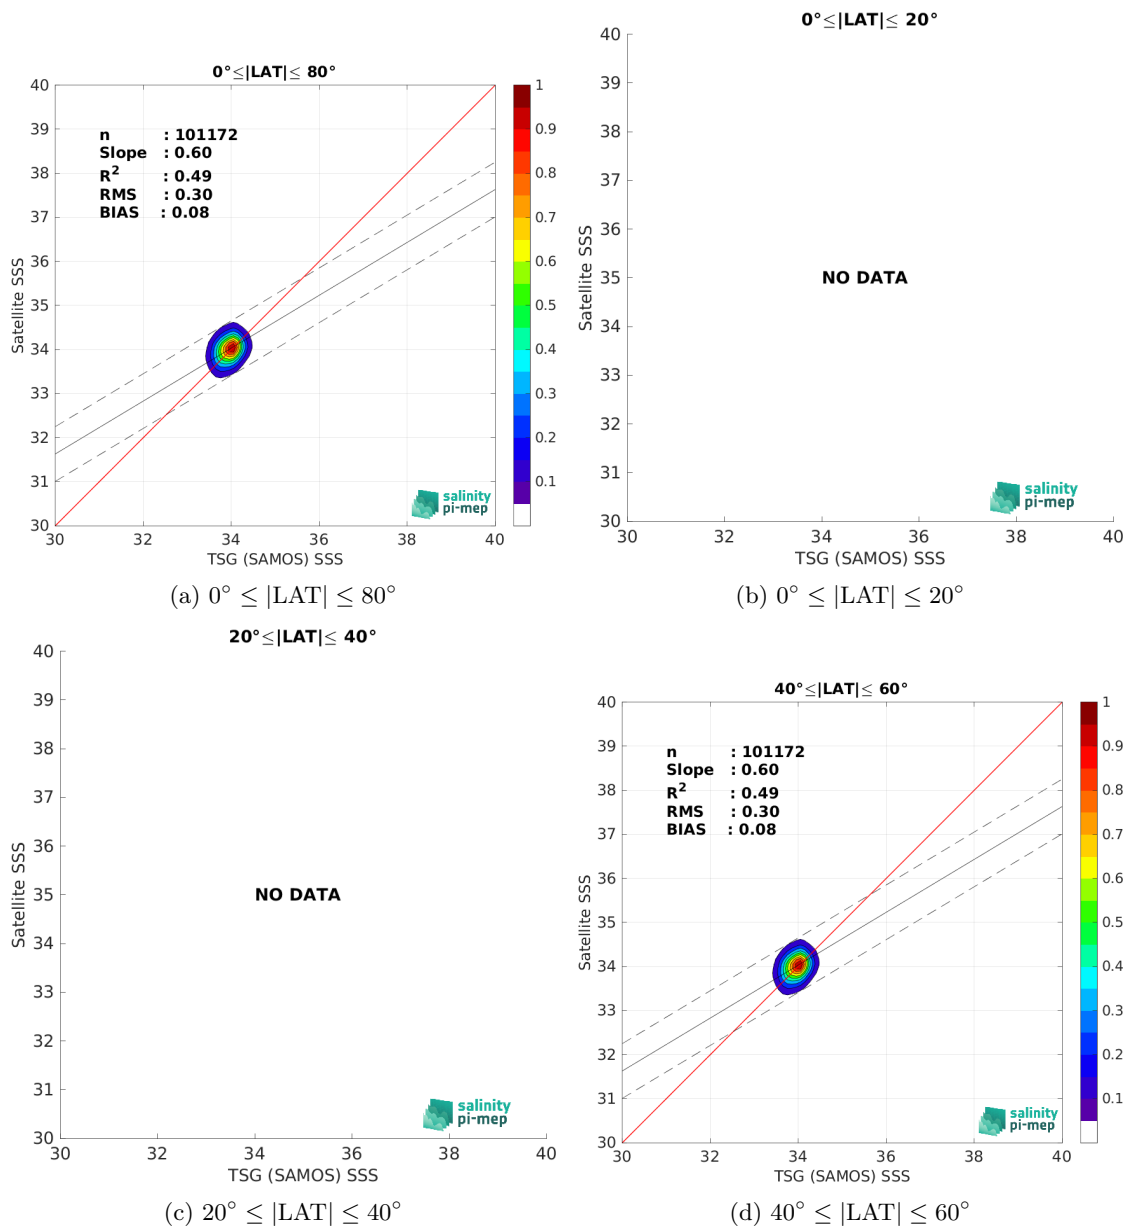 0°≤|LAT|≤ 80°
40
39
38
37
36
35
34
33
32
31
30
30
32
34
36
38
40
Satellite SSS
TSG (SAMOS) SSS
n : 101172
Slope : 0.60
R² : 0.49
RMS : 0.30
BIAS : 0.08
1
0.9
0.8
0.7
0.6
0.5
0.4
0.3
0.2
0.1
salinity
pi-mep
(a) 0° ≤ |LAT| ≤ 80°
0°≤|LAT|≤ 20°
40
39
38
37
36
35
34
33
32
31
30
30
32
34
36
38
40
Satellite SSS
TSG (SAMOS) SSS
NO DATA
salinity
pi-mep
(b) 0° ≤ |LAT| ≤ 20°
20°≤|LAT|≤ 40°
40
39
38
37
36
35
34
33
32
31
30
30
32
34
36
38
40
Satellite SSS
TSG (SAMOS) SSS
NO DATA
salinity
pi-mep
(c) 20° ≤ |LAT| ≤ 40°
40°≤|LAT|≤ 60°
40
39
38
37
36
35
34
33
32
31
30
30
32
34
36
38
40
Satellite SSS
TSG (SAMOS) SSS
n : 101172
Slope : 0.60
R² : 0.49
RMS : 0.30
BIAS : 0.08
1
0.9
0.8
0.7
0.6
0.5
0.4
0.3
0.2
0.1
salinity
pi-mep
(d) 40° ≤ |LAT| ≤ 60°